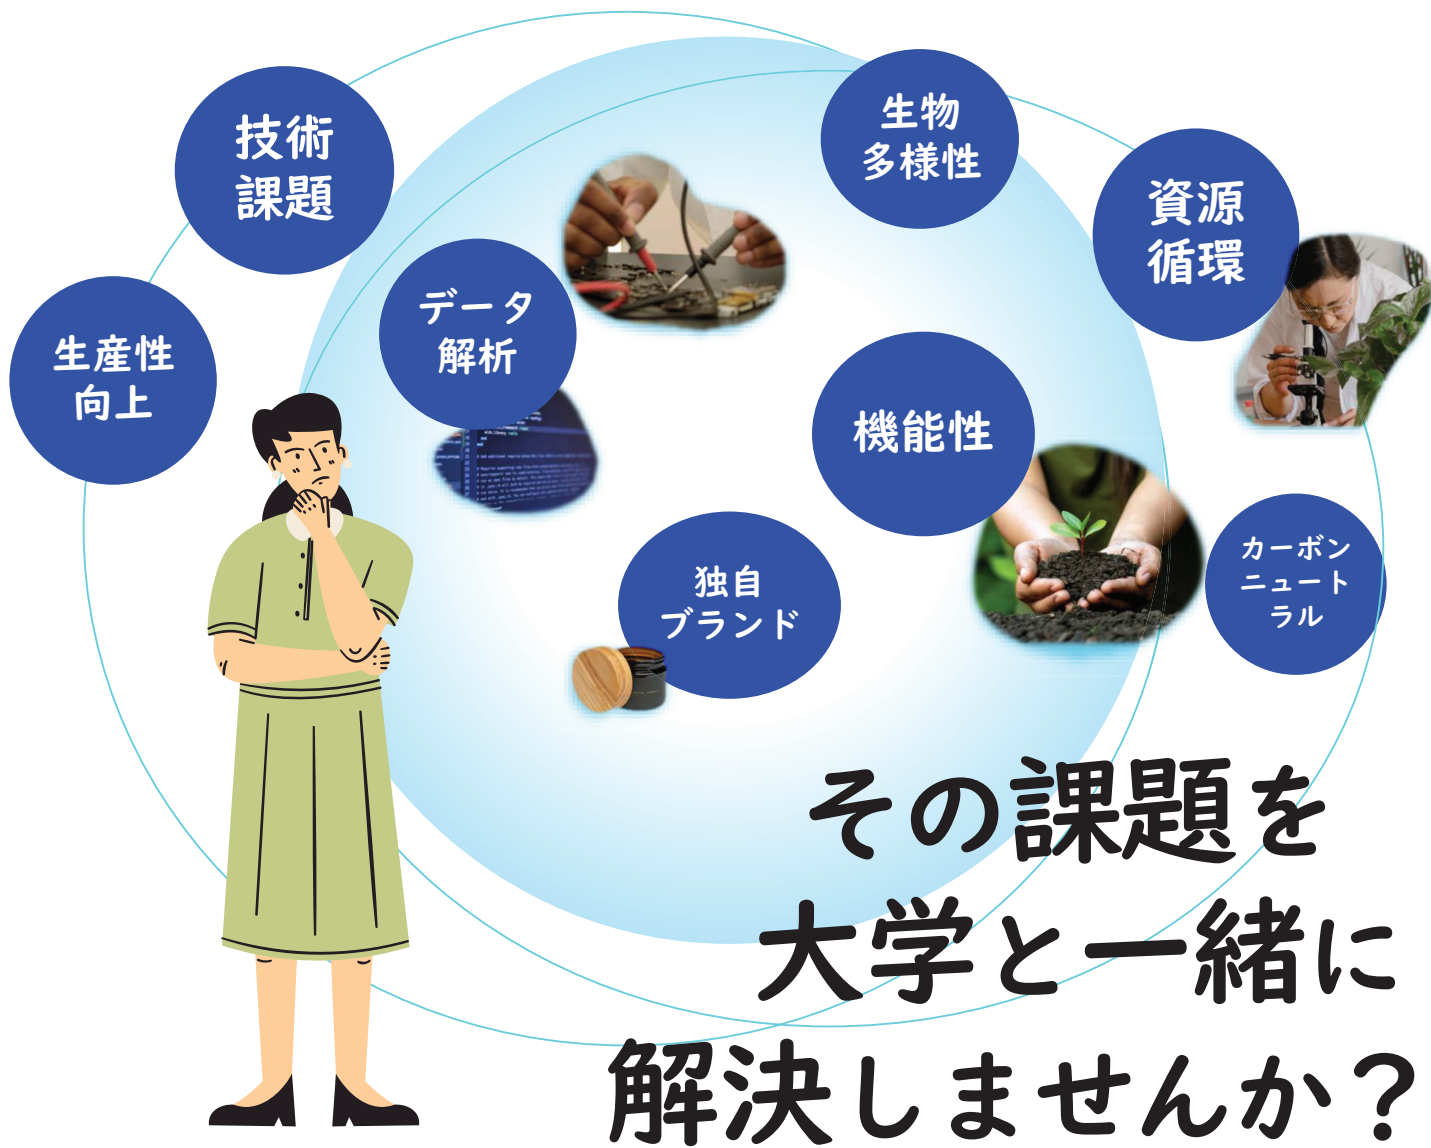 技術
課題
生物
多様性
資源
循環
データ
解析
生産性
向上
機能性
独自
ブランド
カーボン
ニュート
ラル
その課題を
大学と一緒に
解決しませんか？